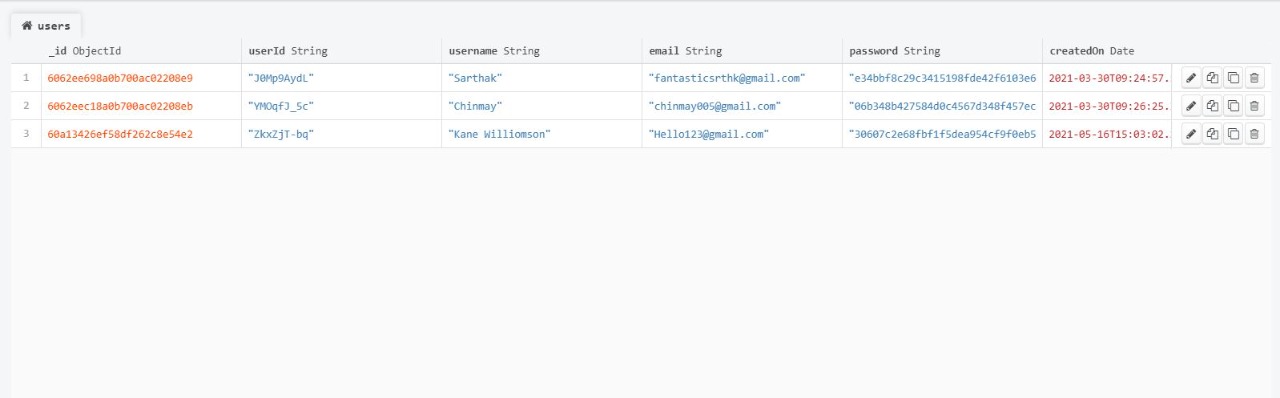 users
_id ObjectId userId String username String email String password String createdOn Date
1 6062ee698a0b700ac02208e9 "J0Mp9AydL" "Sarthak" "fantasticsrthk@gmail.com" "e34bbf8c29c3415198fde42f6103e6 2021-03-30T09:24:57.
2 6062eec18a0b700ac02208eb "YMOqfJ_5c" "Chinmay" "chinmay005@gmail.com" "06b348b427584d0c4567d348f457ec 2021-03-30T09:26:25.
3 60a13426ef58df262c8e54e2 "ZkxZjT-bq" "Kane Williomson" "Hello123@gmail.com" "30607c2e68fbf1f5dea954cf9f0eb5 2021-05-16T15:03:02.